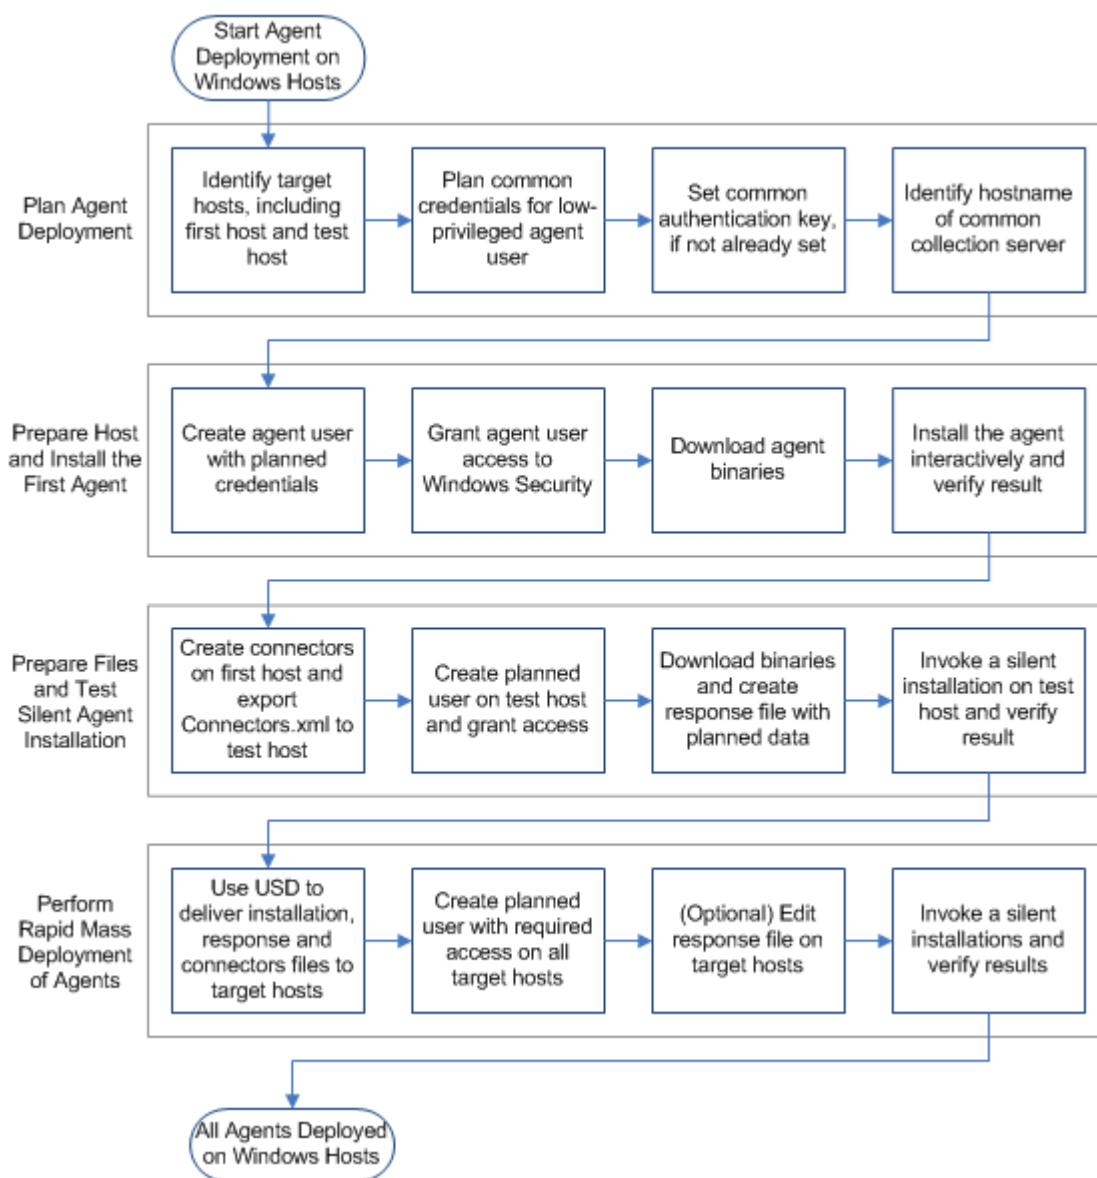 Start Agent
Deployment on
Windows Hosts
Plan Agent
Deployment
Identify target
hosts, including
first host and test
host
Plan common
credentials for low-
privileged agent
user
Set common
authentication key,
if not already set
Identify hostname
of common
collection server
Prepare Host
and Install the
First Agent
Create agent user
with planned
credentials
Grant agent user
access to
Windows Security
Download agent
binaries
Install the agent
interactively and
verify result
Prepare Files
and Test
Silent Agent
Installation
Create connectors
on first host and
export
Connectors.xml to
test host
Create planned
user on test host
and grant access
Download binaries
and create
response file with
planned data
Invoke a silent
installation on test
host and verify
result
Perform
Rapid Mass
Deployment
of Agents
Use USD to
deliver installation,
response and
connectors files to
target hosts
Create planned
user with required
access on all
target hosts
(Optional) Edit
response file on
target hosts
Invoke a silent
installations and
verify results
All Agents Deployed
on Windows Hosts